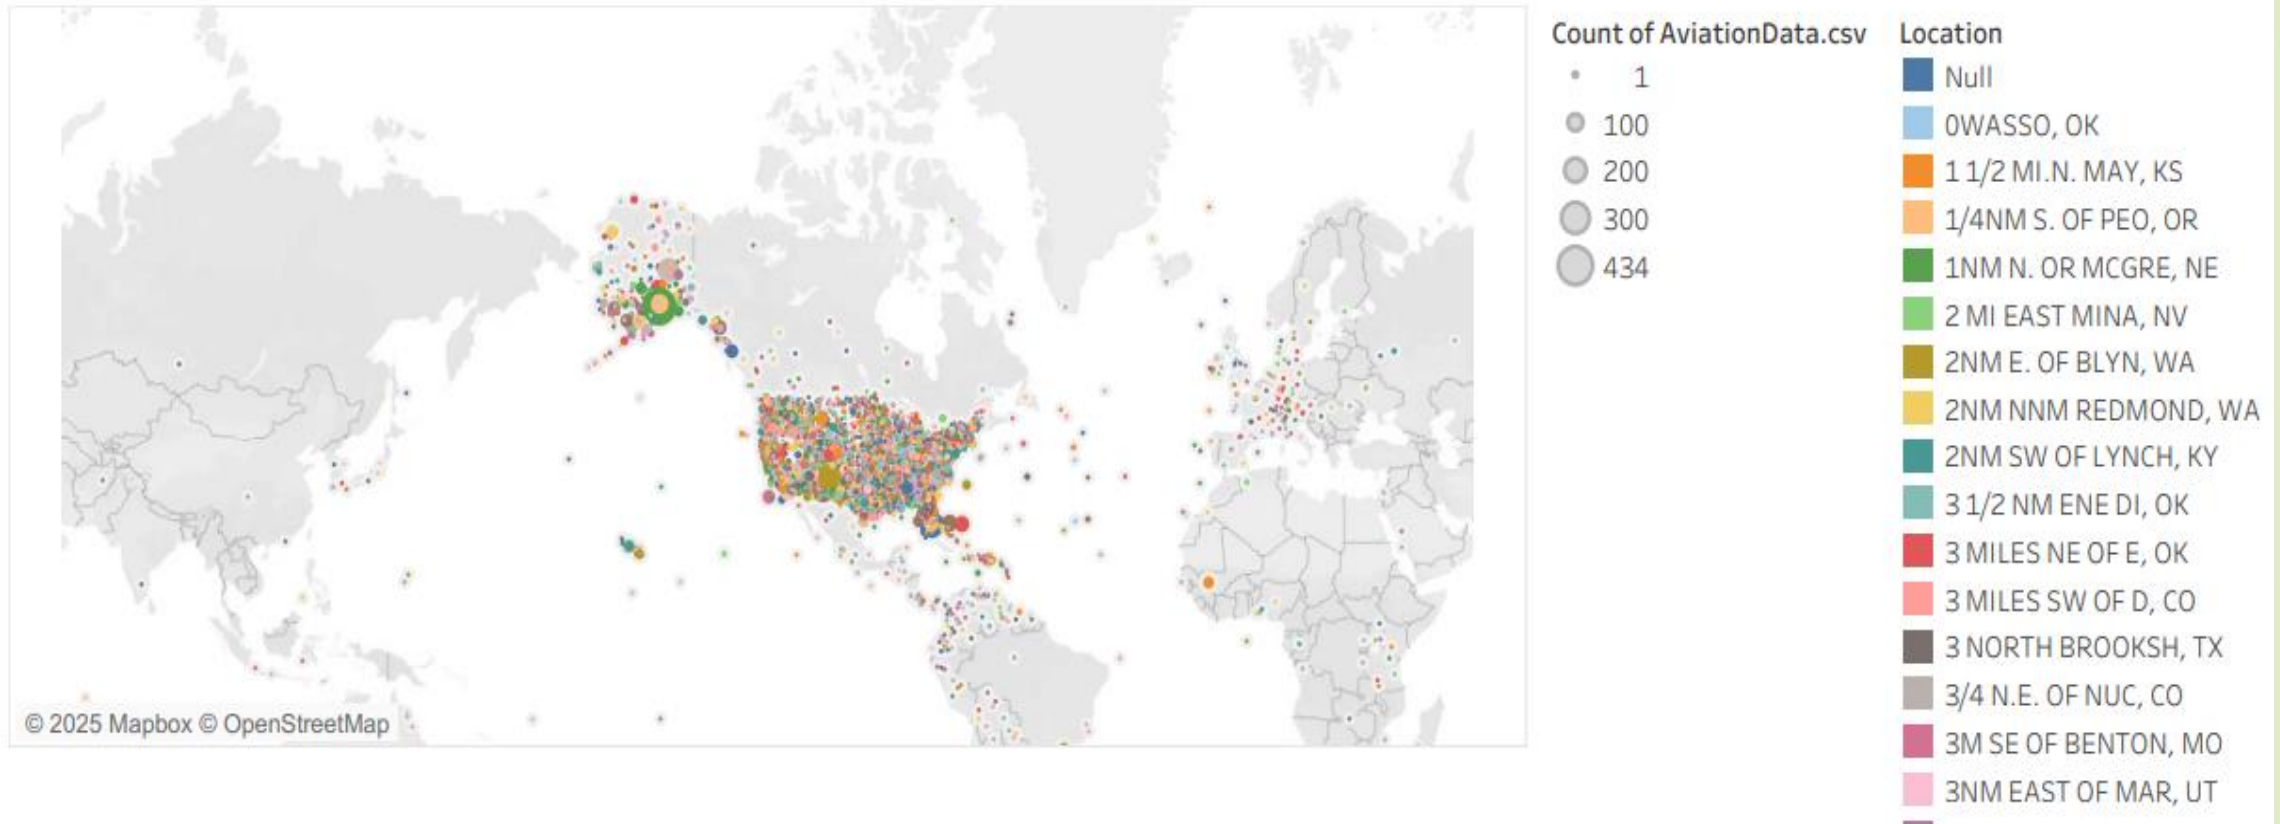 Count of AviationData.csv
1
100
200
300
434
Location
Null
0WASSO, OK
1 1/2 MI.N. MAY, KS
1/4NM S. OF PEO, OR
1NM N. OR MCGRE, NE
2 MI EAST MINA, NV
2NM E. OF BLYN, WA
2NM NNM REDMOND, WA
2NM SW OF LYNCH, KY
3 1/2 NM ENE DI, OK
3 MILES NE OF E, OK
3 MILES SW OF D, CO
3 NORTH BROOKSH, TX
3/4 N.E. OF NUC, CO
3M SE OF BENTON, MO
3NM EAST OF MAR, UT
© 2025 Mapbox © OpenStreetMap